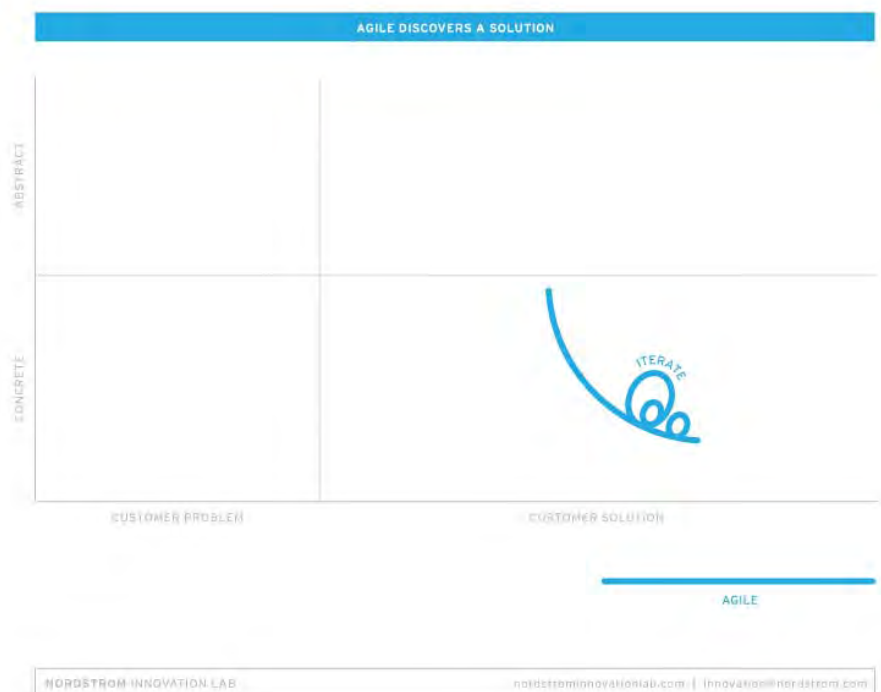 AGILE DISCOVERS A SOLUTION
ABSTRACT
CONCRETE
ITERATE
CUSTOMER PROBLEM
CUSTOMER SOLUTION
AGILE
NORDSTROM INNOVATION LAB
nordstrominnovationlab.com | innovation@nordstrom.com